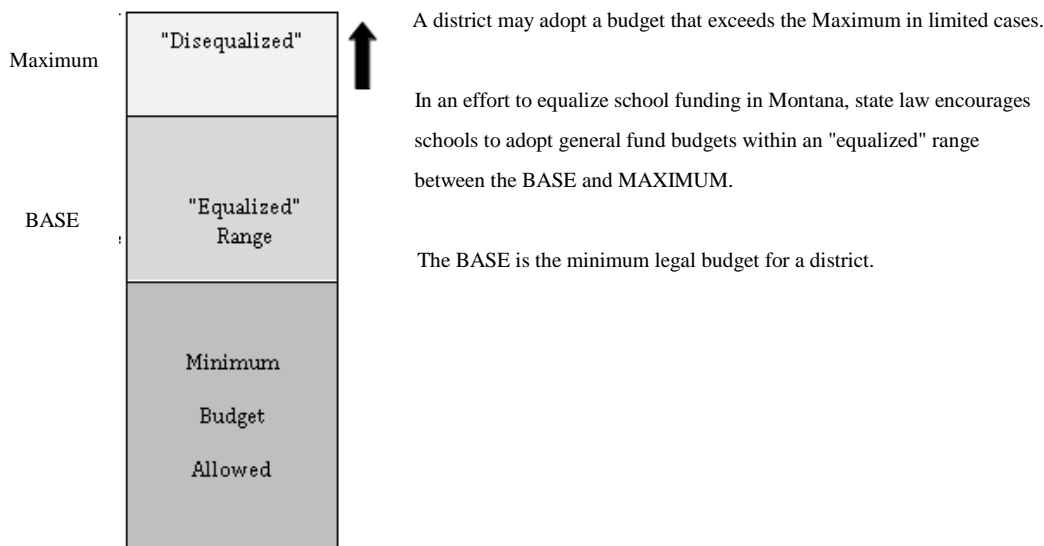 A district may adopt a budget that exceeds the Maximum in limited cases.
"Disequalized"
Maximum
In an effort to equalize school funding in Montana, state law encourages
schools to adopt general fund budgets within an "equalized" range
between the BASE and MAXIMUM.
"Equalized"
Range
BASE
The BASE is the minimum legal budget for a district.
Minimum
Budget
Allowed